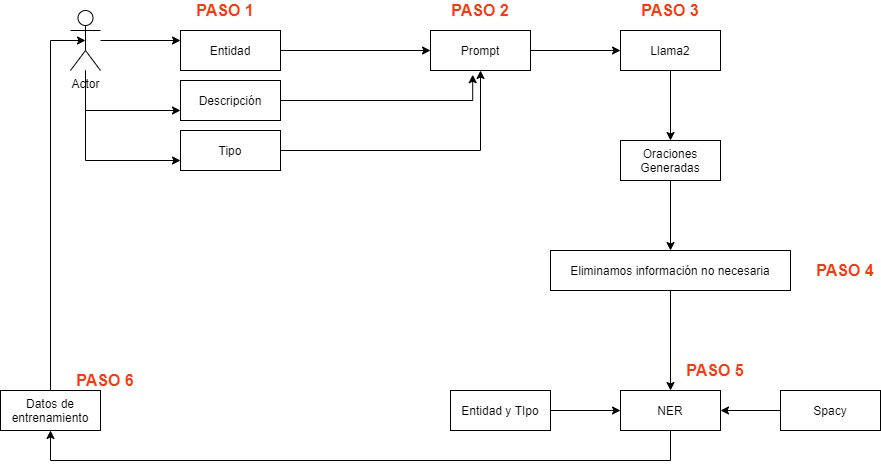 PASO 1
PASO 2
PASO 3
Entidad
Prompt
Llama2
Actor
Descripción
Tipo
Oraciones
Generadas
Eliminamos información no necesaria
PASO 4
PASO 5
PASO 6
Datos de
entrenamiento
Entidad y TIpo
NER
Spacy